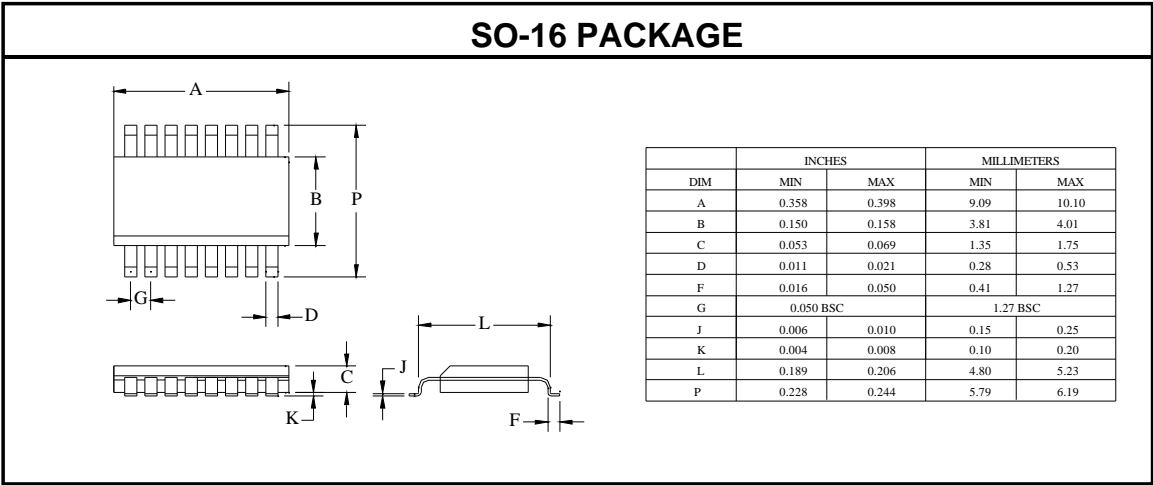 SO-16 PACKAGE
A
B
P
G
D
L
J
C
K
F
INCHES MILLIMETERS
DIM MIN MAX MIN MAX
A 0.358 0.398 9.09 10.10
B 0.150 0.158 3.81 4.01
C 0.053 0.069 1.35 1.75
D 0.011 0.021 0.28 0.53
F 0.016 0.050 0.41 1.27
G 0.050 BSC 1.27 BSC
J 0.006 0.010 0.15 0.25
K 0.004 0.008 0.10 0.20
L 0.189 0.206 4.80 5.23
P 0.228 0.244 5.79 6.19